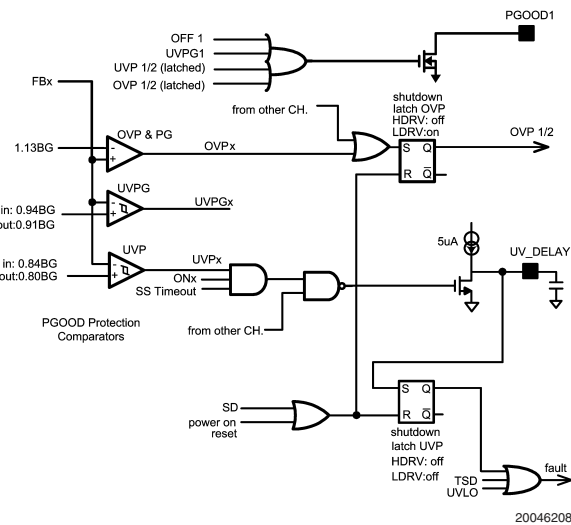 PGOOD1
OFF 1
UVPG1
UVP 1/2 (latched)
OVP 1/2 (latched)
FBx
from other CH.
shutdown
latch OVP
HDRV: off
LDRV:on
OVP & PG
1.13BG
-
+
OVPx
S Q
R Q
OVP 1/2
UVPG
in: 0.94BG
out:0.91BG
-
+
UVPGx
UVP
in: 0.84BG
out:0.80BG
-
+
UVPx
ONx
SS Timeout
5uA
UV_DELAY
PGOOD Protection
Comparators
from other CH.
SD
power on
reset
S Q
R Q
shutdown
latch UVP
HDRV: off
LDRV:off
TSD
UVLO
fault
20046208